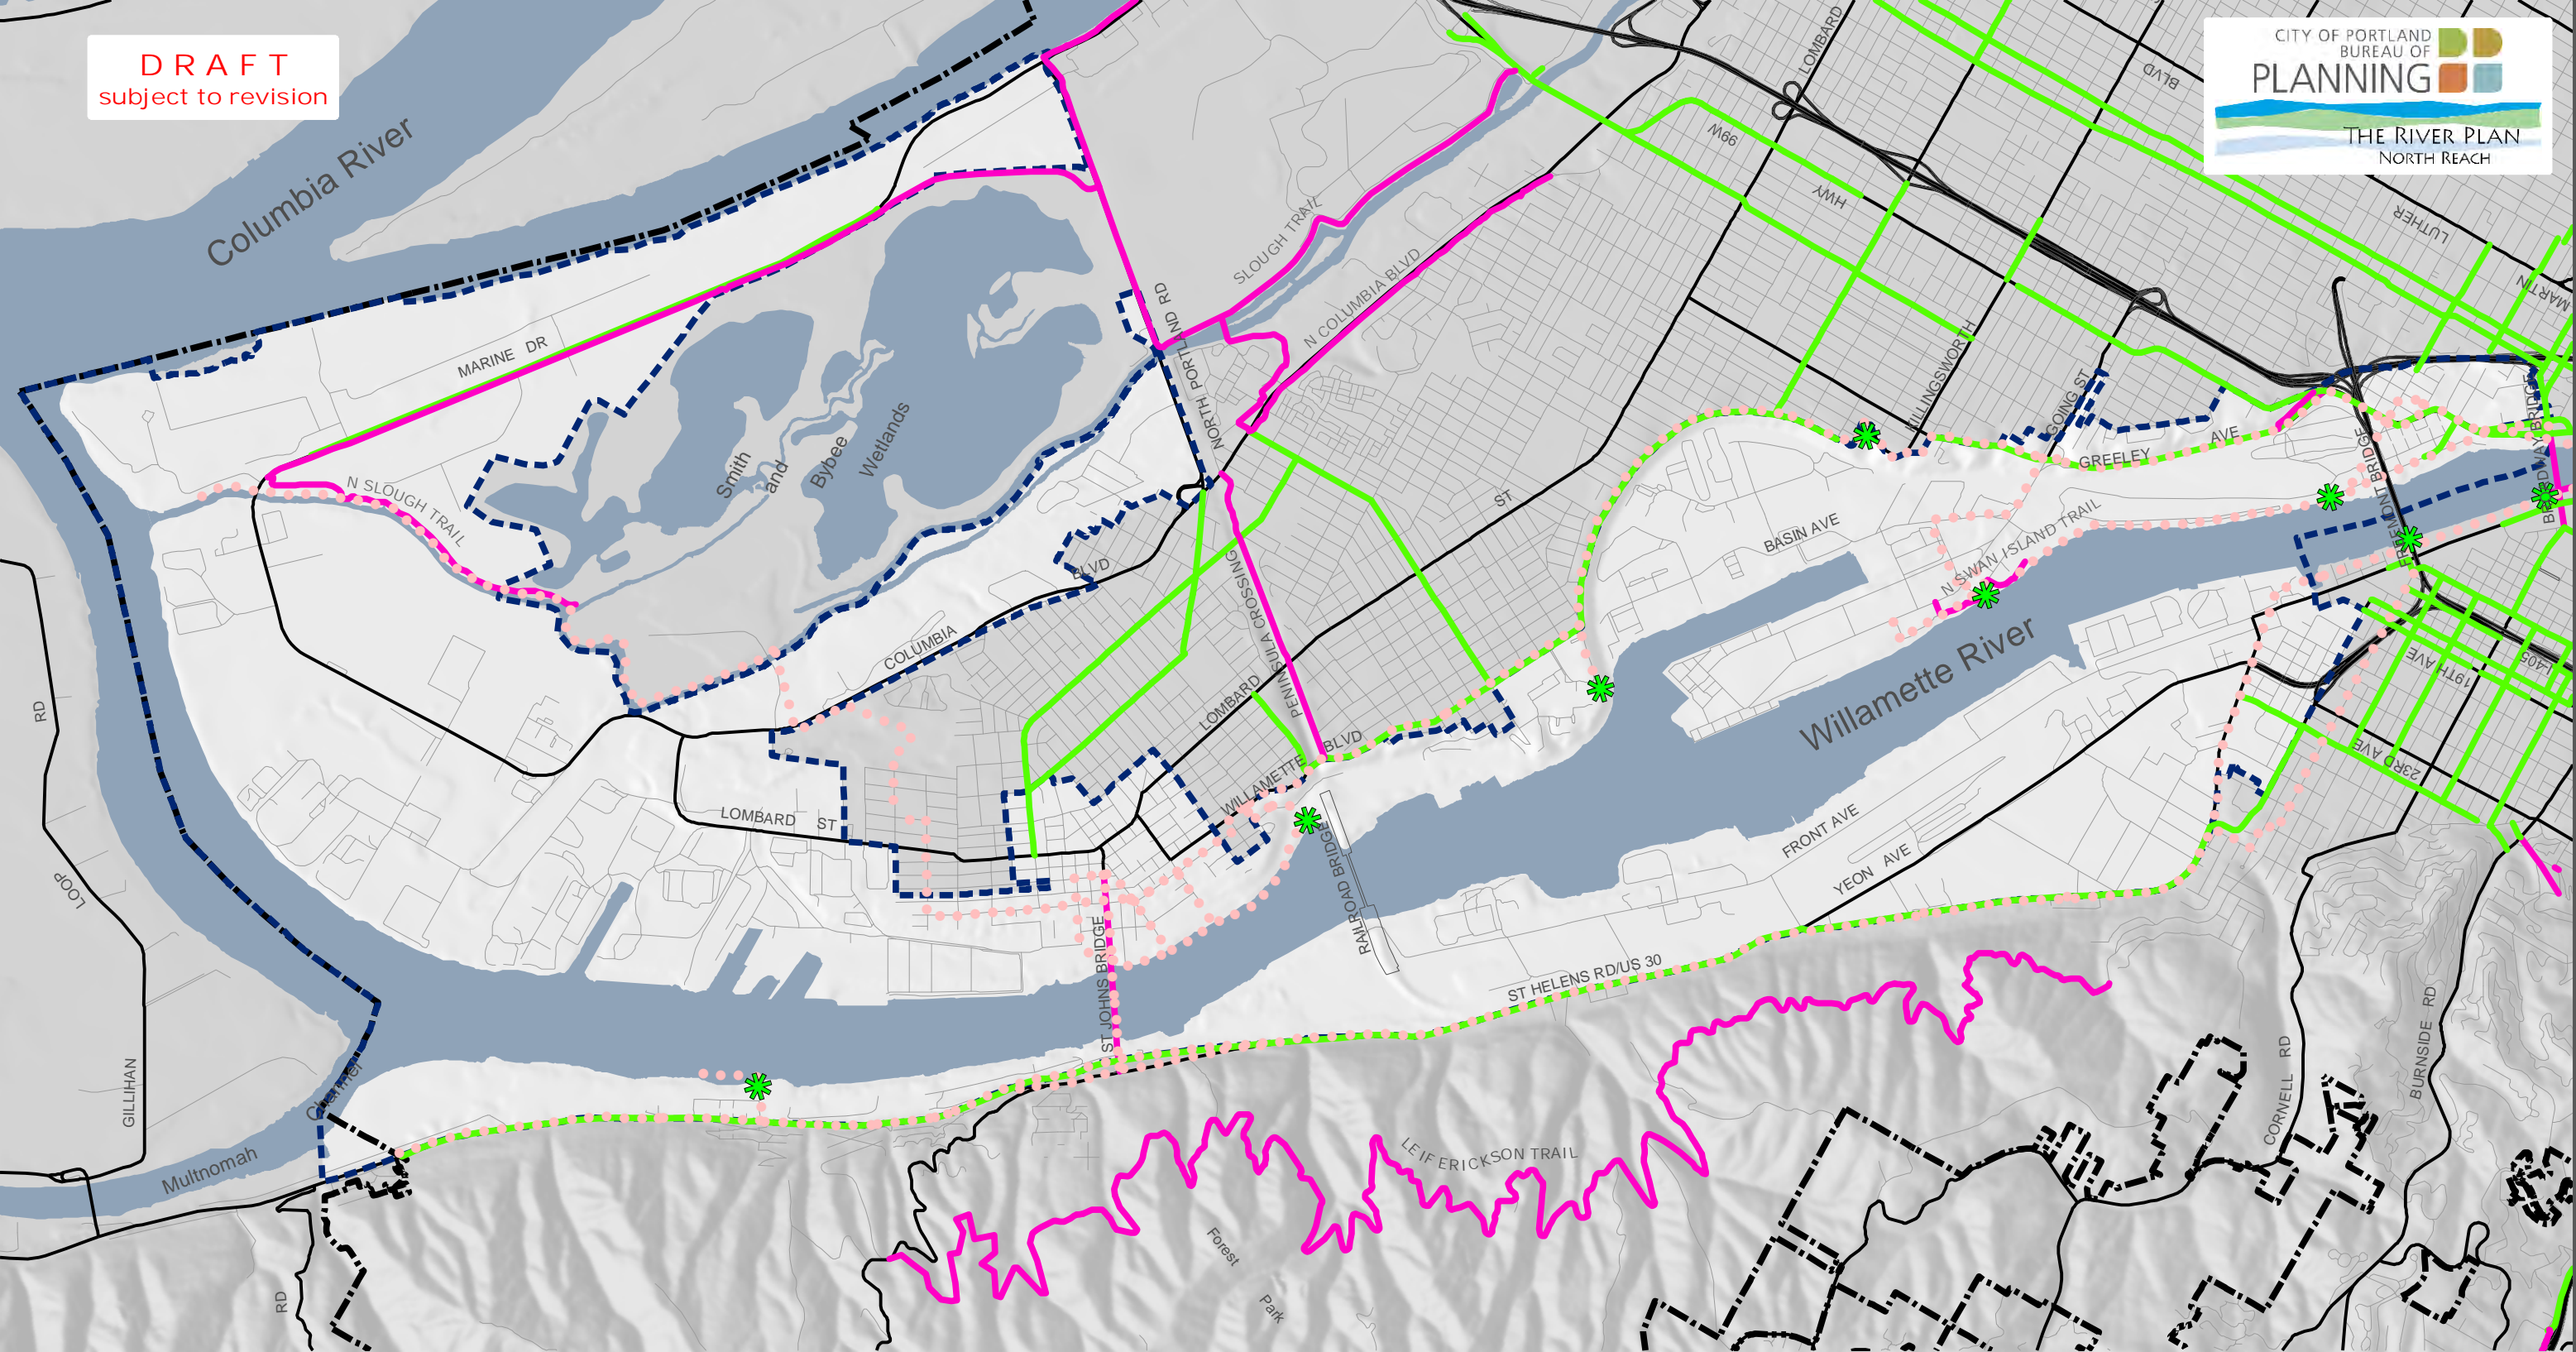 DRAFT
subject to revision
CITY OF PORTLAND
BUREAU OF
PLANNING
THE RIVER PLAN
NORTH REACH
Columbia River
LOMBARD
BLVD
99W
HWY
LUTHER
MARTIN
SLOUGH TRAIL
N COLUMBIA BLVD
NORTH PORTLAND RD
MARINE DR
KILLINGSWORTH
GOING ST
GREELEY AVE
FREMONT BRIDGE
BROADWAY BRIDGE
Smith
and
Bybee
Wetlands
N SLOUGH TRAIL
ST
BASIN AVE
N SWAN ISLAND TRAIL
BLVD
COLUMBIA
PENINSULA CROSSING
LOMBARD
Willamette River
I-405
19TH AVE
23RD AVE
RD
LOOP
GILLIHAN
LOMBARD ST
WILLAMETTE BLVD
RAILROAD BRIDGE
FRONT AVE
YEON AVE
ST JOHNS BRIDGE
ST HELENS RD/US 30
Multnomah
Channel
LEIF ERICKSON TRAIL
Forest
Park
CORNELL RD
BURNSIDE RD
RD